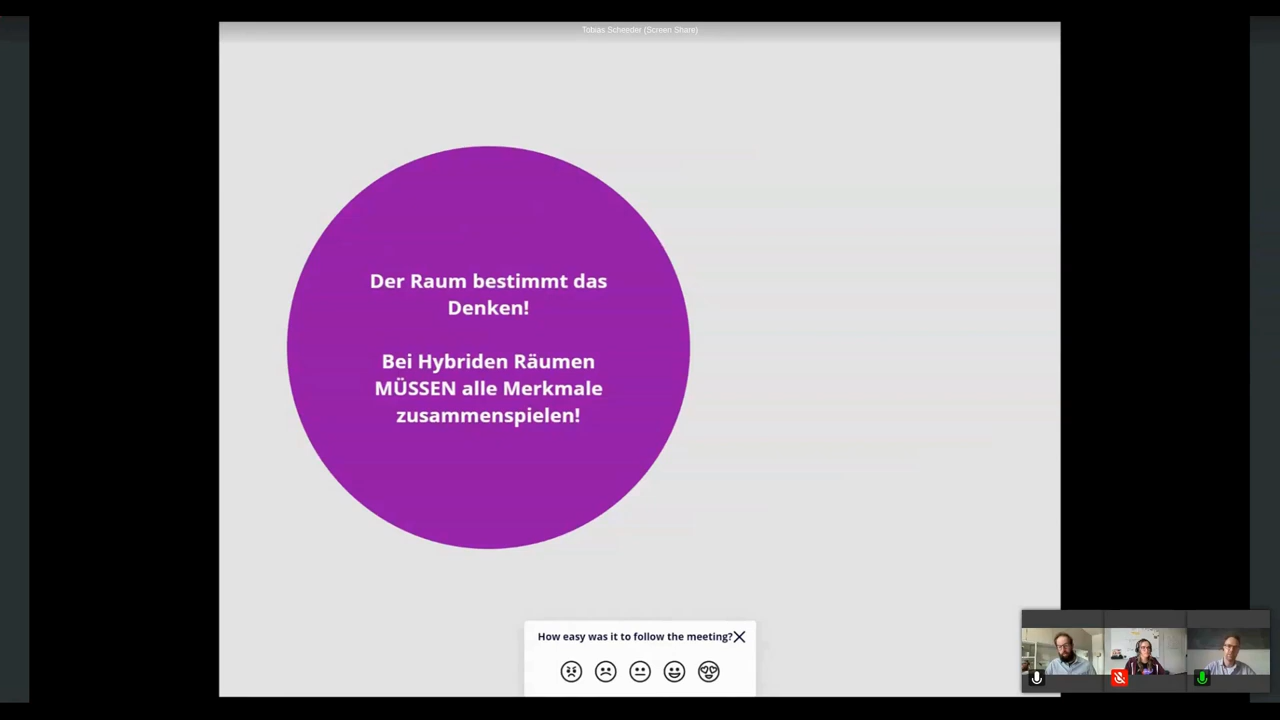 Tobias Scheeder (Screen Share)
Der Raum bestimmt das
Denken!
Bei Hybriden Räumen
MÜSSEN alle Merkmale
zusammenspielen!
How easy was it to follow the meeting?